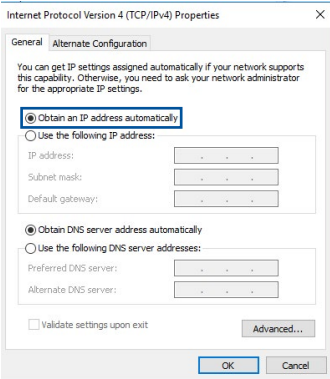 Internet Protocol Version 4 (TCP/IPv4) Properties
General Alternate Configuration
You can get IP settings assigned automatically if your network supports
this capability. Otherwise, you need to ask your network administrator
for the appropriate IP settings.
Obtain an IP address automatically
Use the following IP address:
IP address:
Subnet mask:
Default gateway:
Obtain DNS server address automatically
Use the following DNS server addresses:
Preferred DNS server:
Alternate DNS server:
Validate settings upon exit
Advanced...
OK Cancel